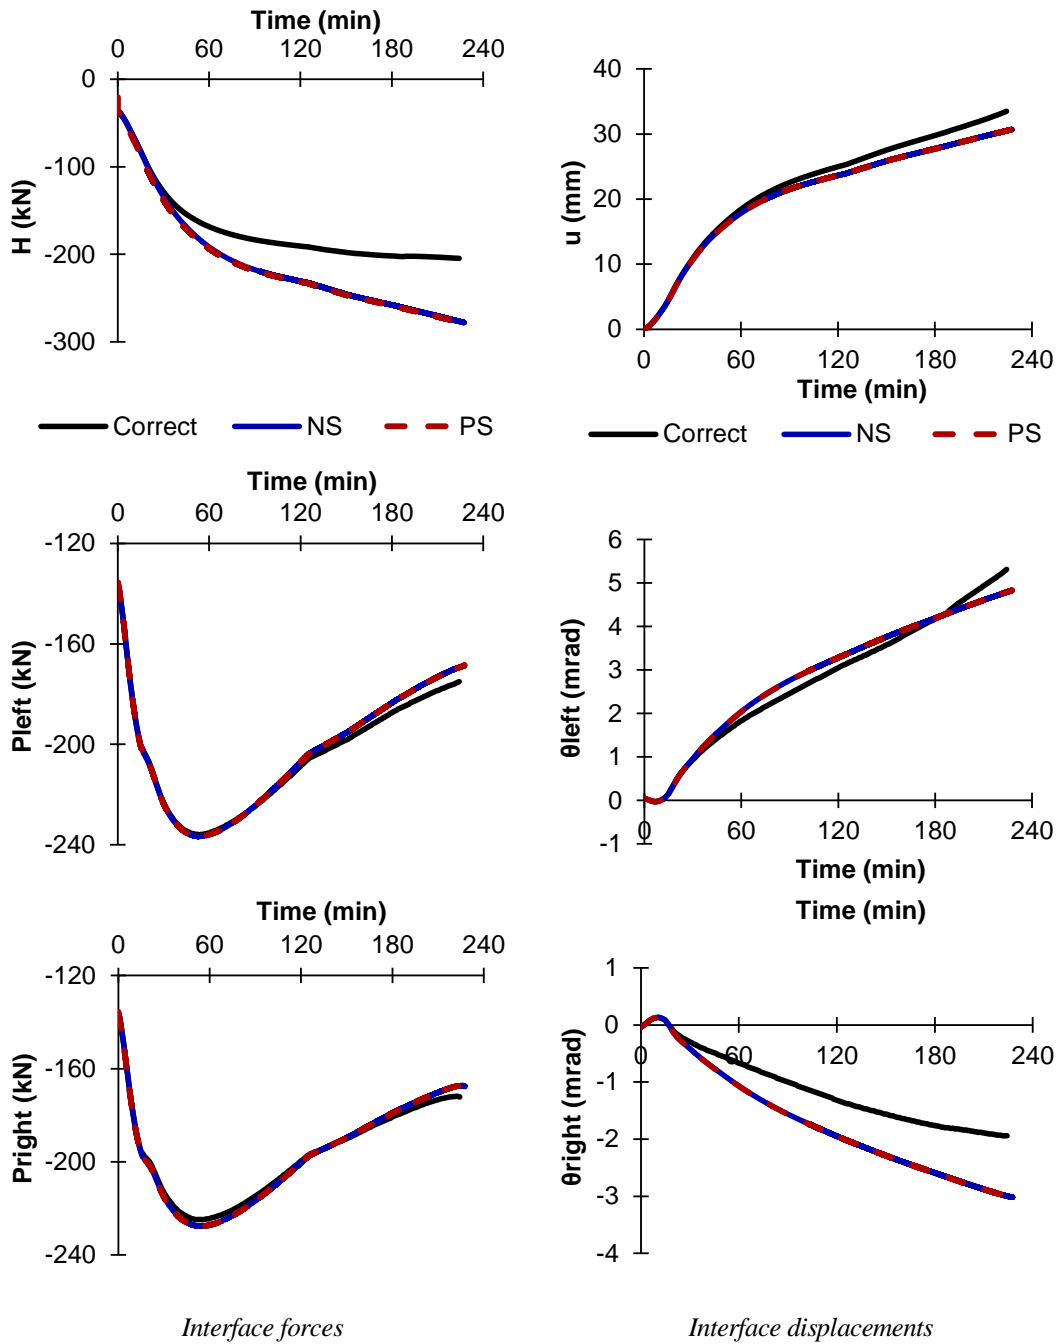 Time (min)
0 60 120 180 240
0
-100
-200
-300
H (kN)
40
30
20
10
0
u (mm)
0 60 120 180 240
Time (min)
Correct NS PS
Correct NS PS
Time (min)
0 60 120 180 240
-120
-160
-200
-240
Pleft (kN)
6
5
4
3
2
1
0
-1
θleft (mrad)
0 60 120 180 240
Time (min)
Time (min)
0 60 120 180 240
-120
-160
-200
-240
Pright (kN)
Time (min)
1
0
-1
-2
-3
-4
θright (mrad)
0 60 120 180 240
Interface forces
Interface displacements